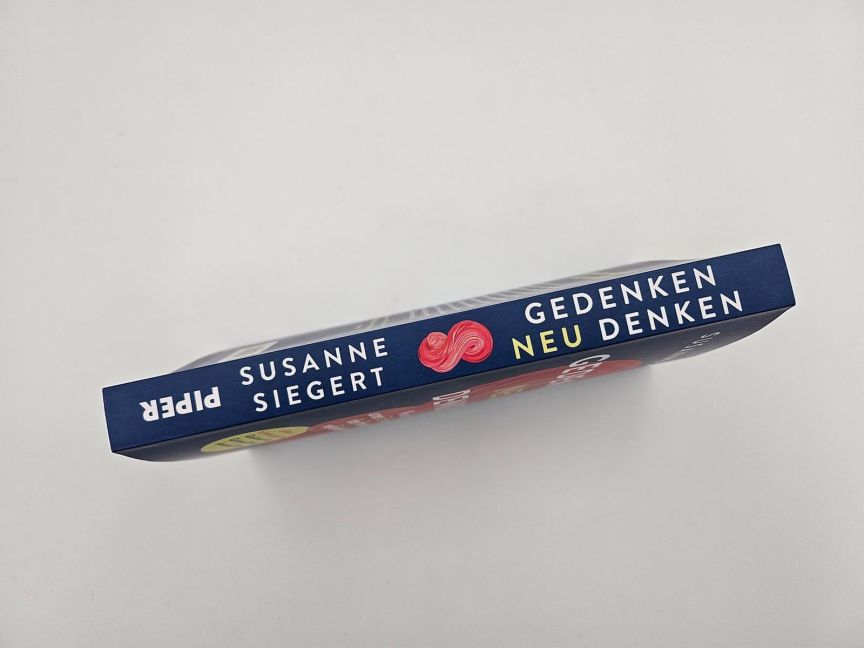 PIPER
SUSANNE
SIEGERT
GEDENKEN
NEU DENKEN